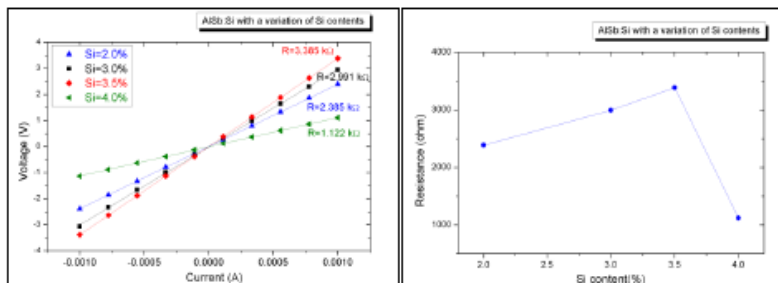 AlSb:Si with a variation of Si contents
Si=2.0%
Si=3.0%
Si=3.5%
Si=4.0%
R=3.385 kΩ
R=2.991 kΩ
R=2.385 kΩ
R=1.122 kΩ
Voltage (V)
4
3
2
1
0
-1
-2
-3
-4
-0.0010 -0.0005 0.0000 0.0005 0.0010
Current (A)
AlSb:Si with a variation of Si contents
Resistance (ohm)
4000
3000
2000
1000
2.0 2.5 3.0 3.5 4.0
Si content(%)